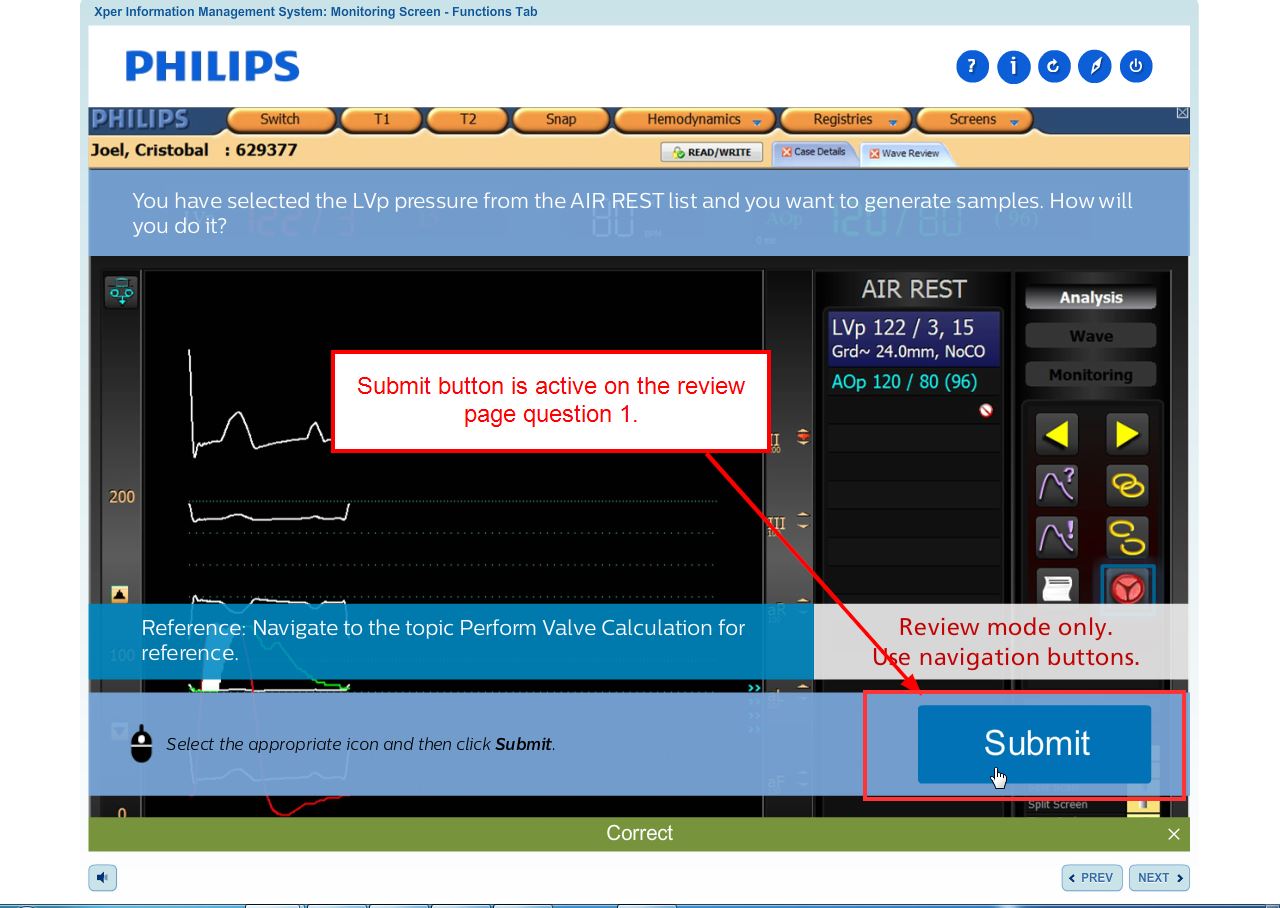 Xper Information Management System: Monitoring Screen - Functions Tab
PHILIPS
PHILIPS Switch T1 T2 Snap Hemodynamics Registries Screens
Joel, Cristobal : 629377 READ/WRITE Case Details Wave Review
You have selected the LVp pressure from the AIR REST list and you want to generate samples. How will
you do it?
AIR REST
LVp 122 / 3, 15
Grd~ 24.0mm, NoCO
AOp 120 / 80 (96)
Analysis
Wave
Monitoring
Submit button is active on the review
page question 1.
II
200
III
Reference: Navigate to the topic Perform Valve Calculation for
reference.
100
Review mode only.
Use navigation buttons.
aR
aL
Select the appropriate icon and then click Submit.
Submit
aF
Split Screen
0
Correct
PREV NEXT